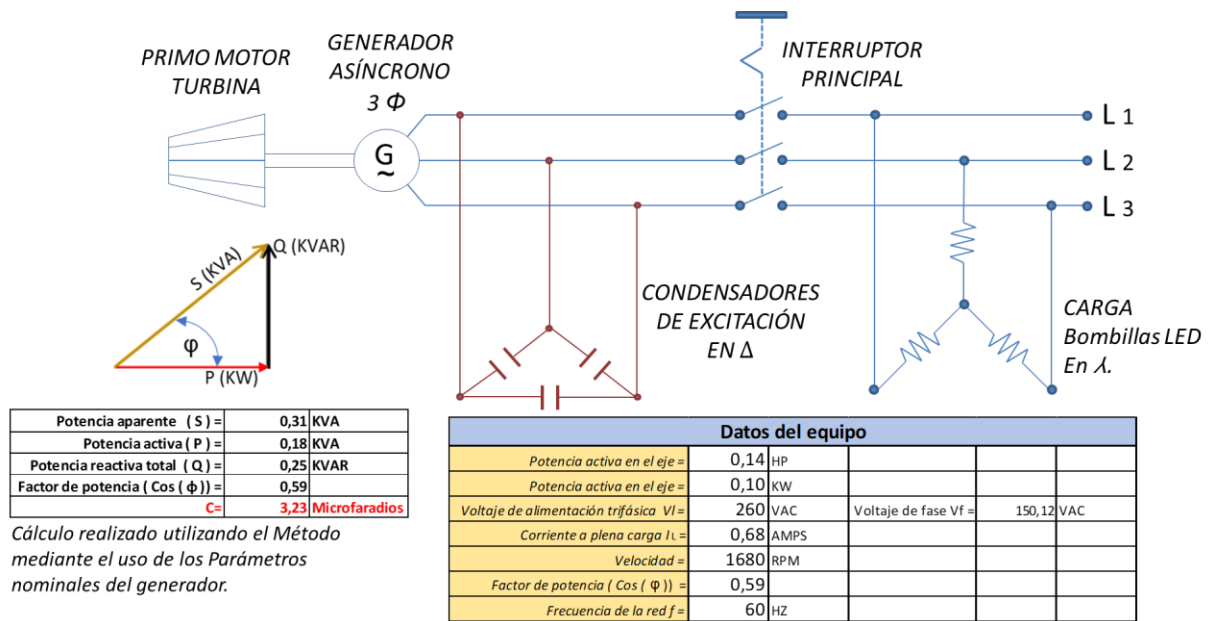 PRIMO MOTOR
TURBINA
GENERADOR
ASÍNCRONO
3 Φ
INTERRUPTOR
PRINCIPAL
G
~
L 1
L 2
L 3
S (KVA)
Q (KVAR)
φ
P (KW)
CONDENSADORES
DE EXCITACIÓN
EN Δ
CARGA
Bombillas LED
En ⅄.
Potencia aparente ( S ) = 0,31 KVA
Potencia activa ( P ) = 0,18 KVA
Potencia reactiva total ( Q ) = 0,25 KVAR
Factor de potencia ( Cos ( ϕ )) = 0,59
C= 3,23 Microfaradios
Cálculo realizado utilizando el Método
mediante el uso de los Parámetros
nominales del generador.
Datos del equipo
Potencia activa en el eje = 0,14 HP
Potencia activa en el eje = 0,10 KW
Voltaje de alimentación trifásica Vl = 260 VAC Voltaje de fase Vf = 150,12 VAC
Corriente a plena carga IL = 0,68 AMPS
Velocidad = 1680 RPM
Factor de potencia ( Cos ( φ )) = 0,59
Frecuencia de la red f = 60 HZ